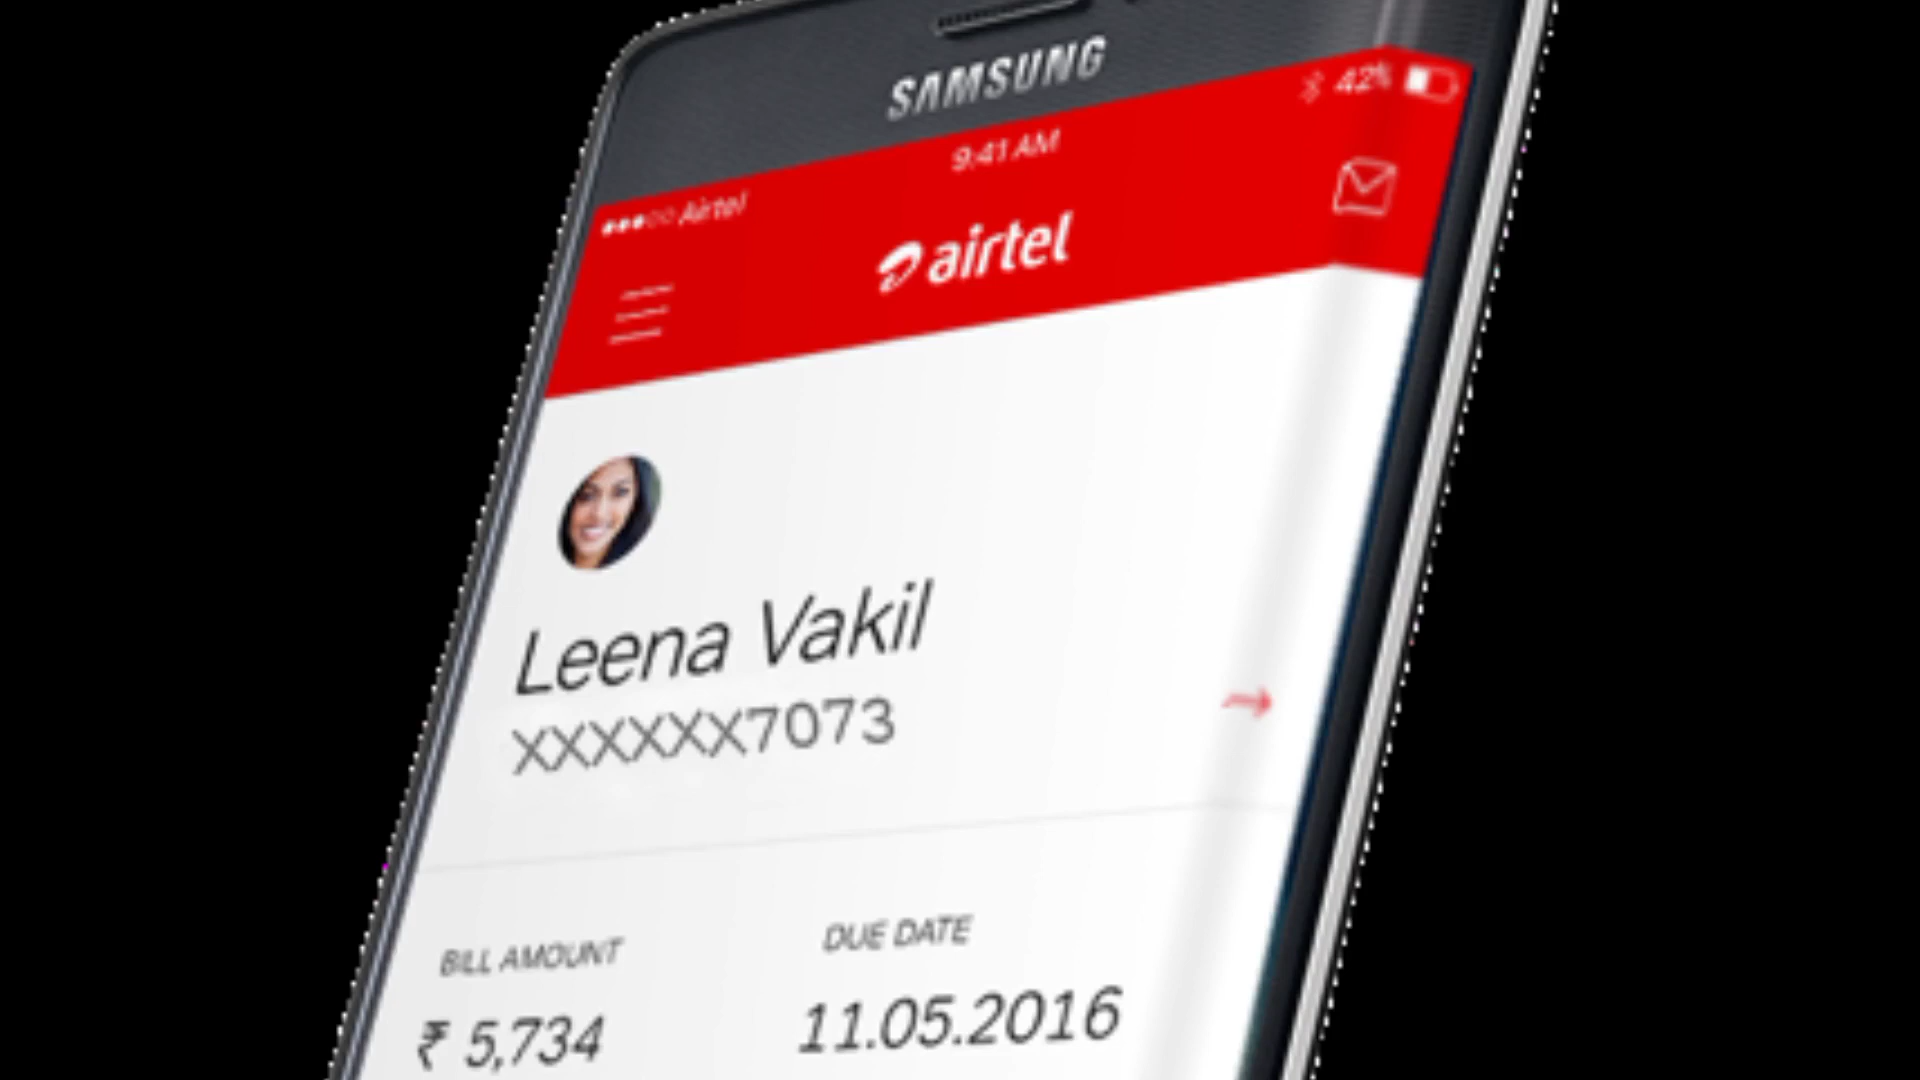 SAMSUNG
42%
9:41 AM
Airtel
airtel
Leena Vakil
XXXXXX7073
BILL AMOUNT
DUE DATE
₹ 5,734
11.05.2016